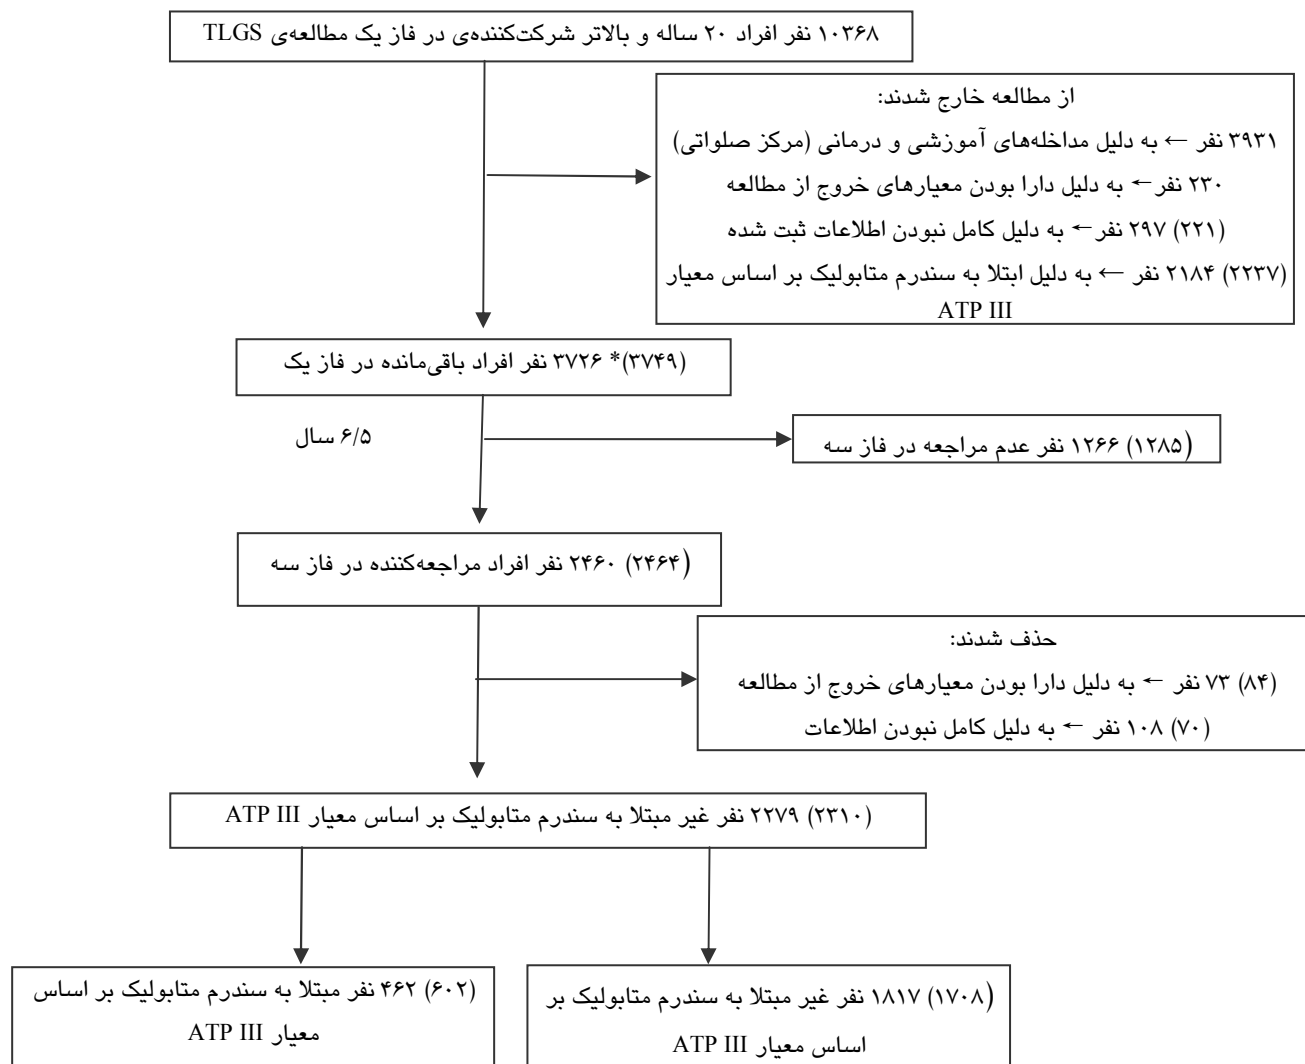 ۱۰۳۶۸ نفر افراد ۲۰ ساله و بالاتر شرکت‌کننده‌ی در فاز یک مطالعه‌ی TLGS
از مطالعه خارج شدند:
۳۹۳۱ نفر ← به دلیل مداخله‌های آموزشی و درمانی (مرکز صلواتی)
۲۳۰ نفر← به دلیل دارا بودن معیارهای خروج از مطالعه
(۲۲۱) ۲۹۷ نفر← به دلیل کامل نبودن اطلاعات ثبت شده
(۲۲۳۷) ۲۱۸۴ نفر ← به دلیل ابتلا به سندرم متابولیک بر اساس معیار
ATP III
(۳۷۴۹)* ۳۷۲۶ نفر افراد باقی‌مانده در فاز یک
۶/۵ سال
(۱۲۸۵) ۱۲۶۶ نفر عدم مراجعه در فاز سه
(۲۴۶۴) ۲۴۶۰ نفر افراد مراجعه‌کننده در فاز سه
حذف شدند:
(۸۴) ۷۳ نفر ← به دلیل دارا بودن معیارهای خروج از مطالعه
(۷۰) ۱۰۸ نفر ← به دلیل کامل نبودن اطلاعات
(۲۳۱۰) ۲۲۷۹ نفر غیر مبتلا به سندرم متابولیک بر اساس معیار ATP III
(۱۷۰۸) ۱۸۱۷ نفر غیر مبتلا به سندرم متابولیک بر
اساس معیار ATP III
(۶۰۲) ۴۶۲ نفر مبتلا به سندرم متابولیک بر اساس
معیار ATP III